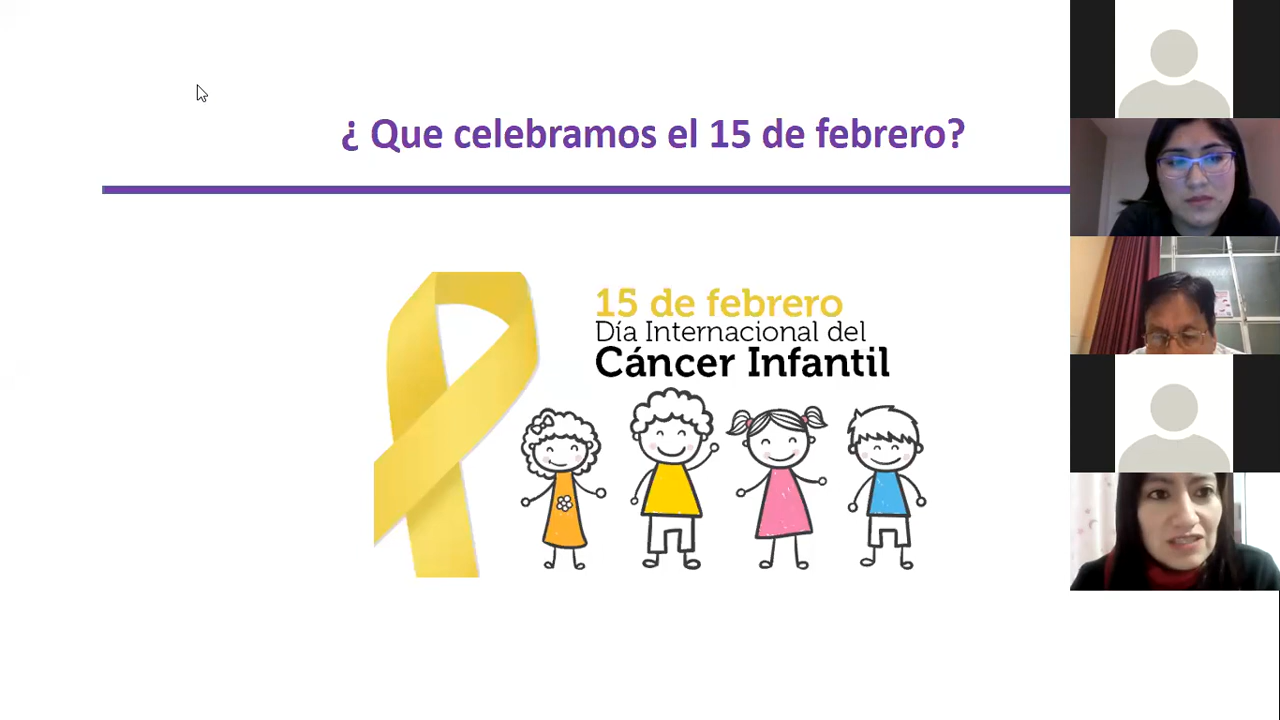 ¿ Que celebramos el 15 de febrero?
15 de febrero
Día Internacional del
Cáncer Infantil